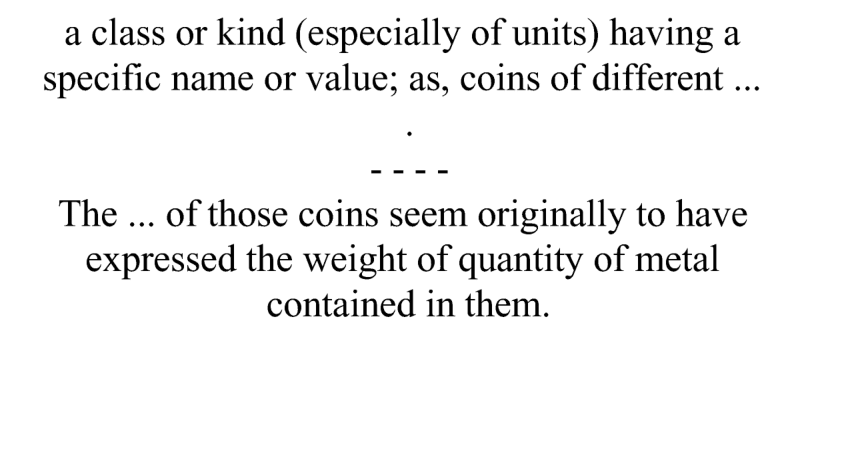 a class or kind (especially of units) having a
specific name or value; as, coins of different ...
.
- - - -
The ... of those coins seem originally to have
expressed the weight of quantity of metal
contained in them.